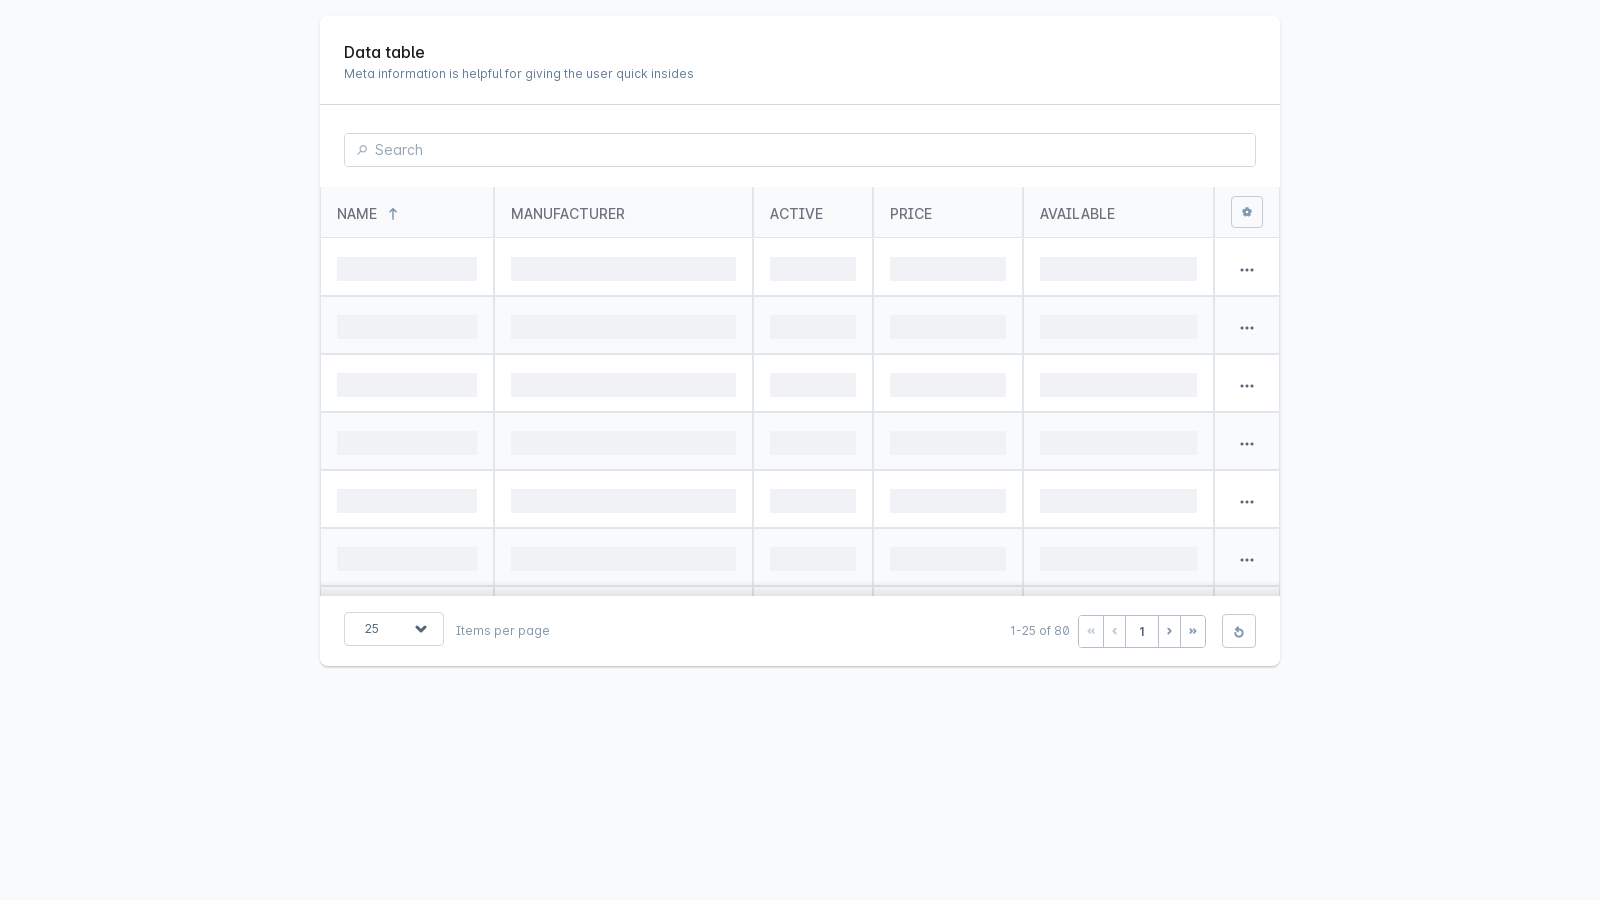 Data table
Meta information is helpful for giving the user quick insides
Search
NAME MANUFACTURER ACTIVE PRICE AVAILABLE
25 Items per page 1-25 of 80 « ‹ 1 › »